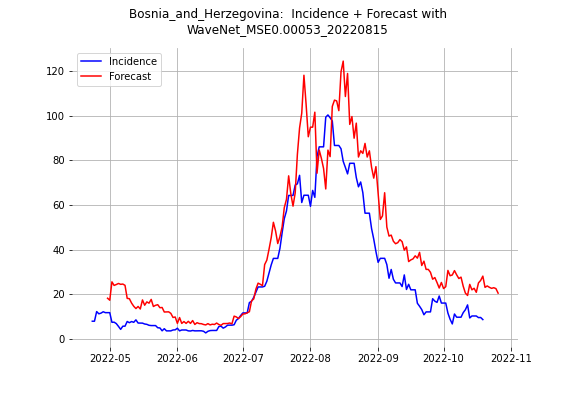 Bosnia_and_Herzegovina:  Incidence + Forecast with
WaveNet_MSE0.00053_20220815
Incidence
Forecast
120
100
80
60
40
20
0
2022-05 2022-06 2022-07 2022-08 2022-09 2022-10 2022-11